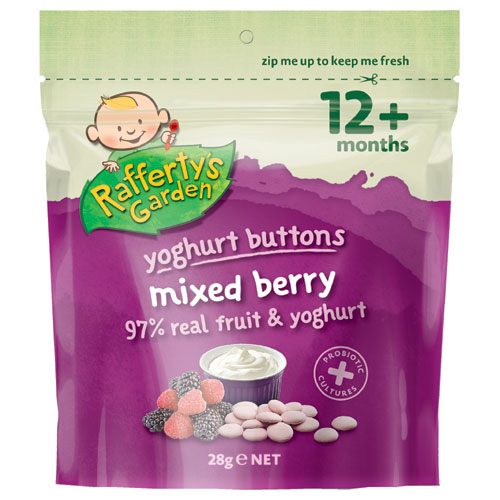 zip me up to keep me fresh
12+
months
Rafferty's
Garden
yoghurt buttons
mixed berry
97% real fruit & yoghurt
PROBIOTIC
CULTURES
28g e NET